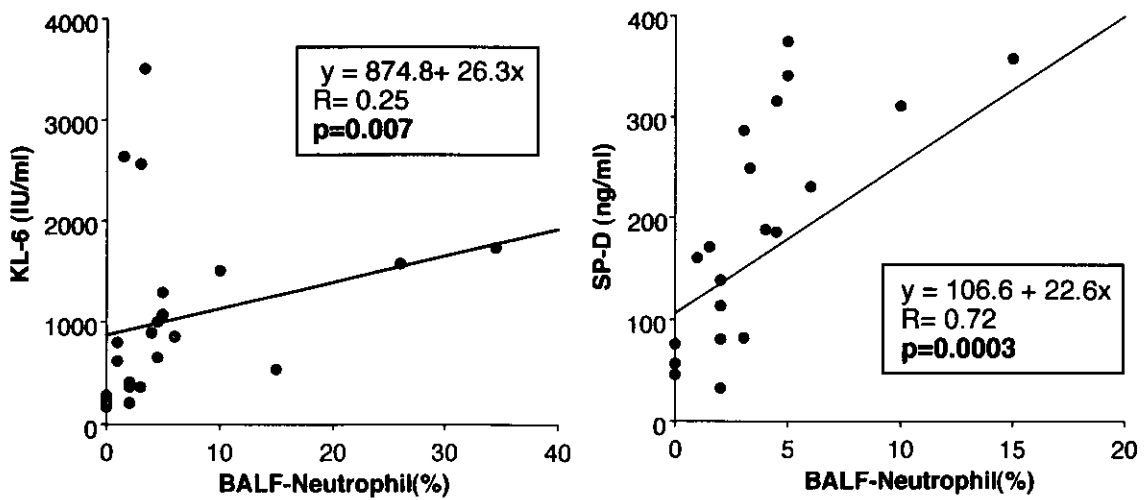 4000
3000
2000
1000
0
KL-6 (IU/ml)
y = 874.8+ 26.3x
R= 0.25
p=0.007
0 10 20 30 40
BALF-Neutrophil(%)
400
300
200
100
0
SP-D (ng/ml)
y = 106.6 + 22.6x
R= 0.72
p=0.0003
0 5 10 15 20
BALF-Neutrophil(%)